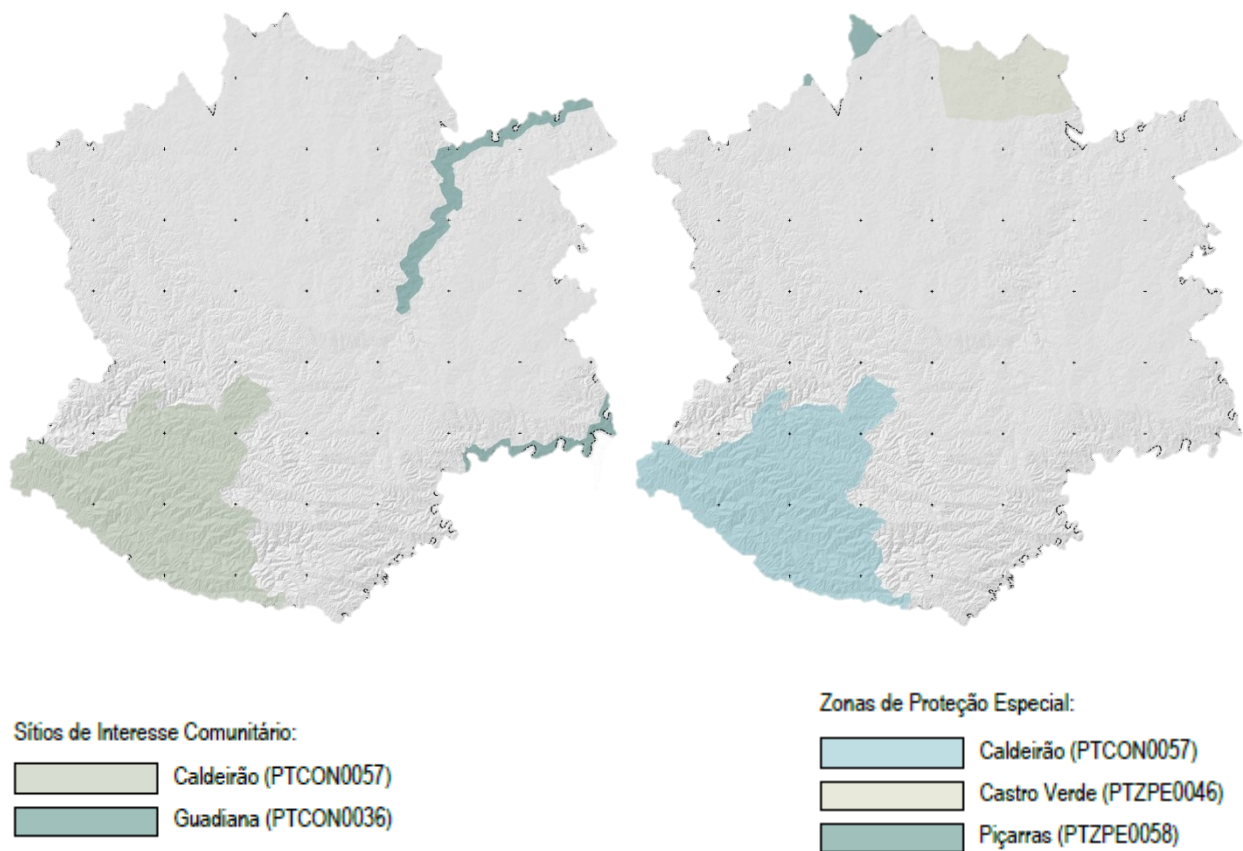 Sítios de Interesse Comunitário:
Caldeirão (PTCON0057)
Guadiana (PTCON0036)
Zonas de Proteção Especial:
Caldeirão (PTCON0057)
Castro Verde (PTZPE0046)
Piçarras (PTZPE0058)